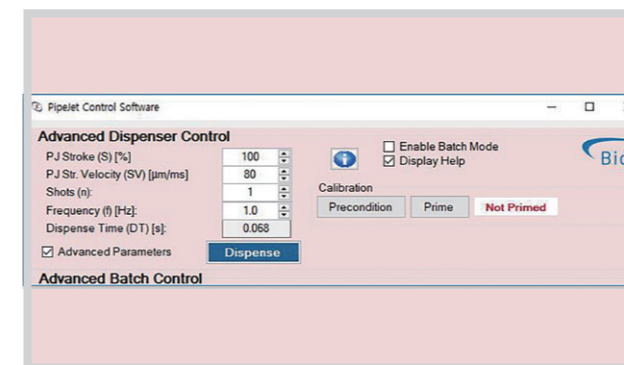 PipeJet Control Software
Advanced Dispenser Control
PJ Stroke (S) [%] 100
PJ Str. Velocity (SV) [µm/ms] 80
Shots (n): 1
Frequency (f) [Hz]: 1.0
Dispense Time (DT) [s]: 0.068
Advanced Parameters Dispense
Enable Batch Mode
Display Help
Calibration
Precondition Prime Not Primed
Advanced Batch Control